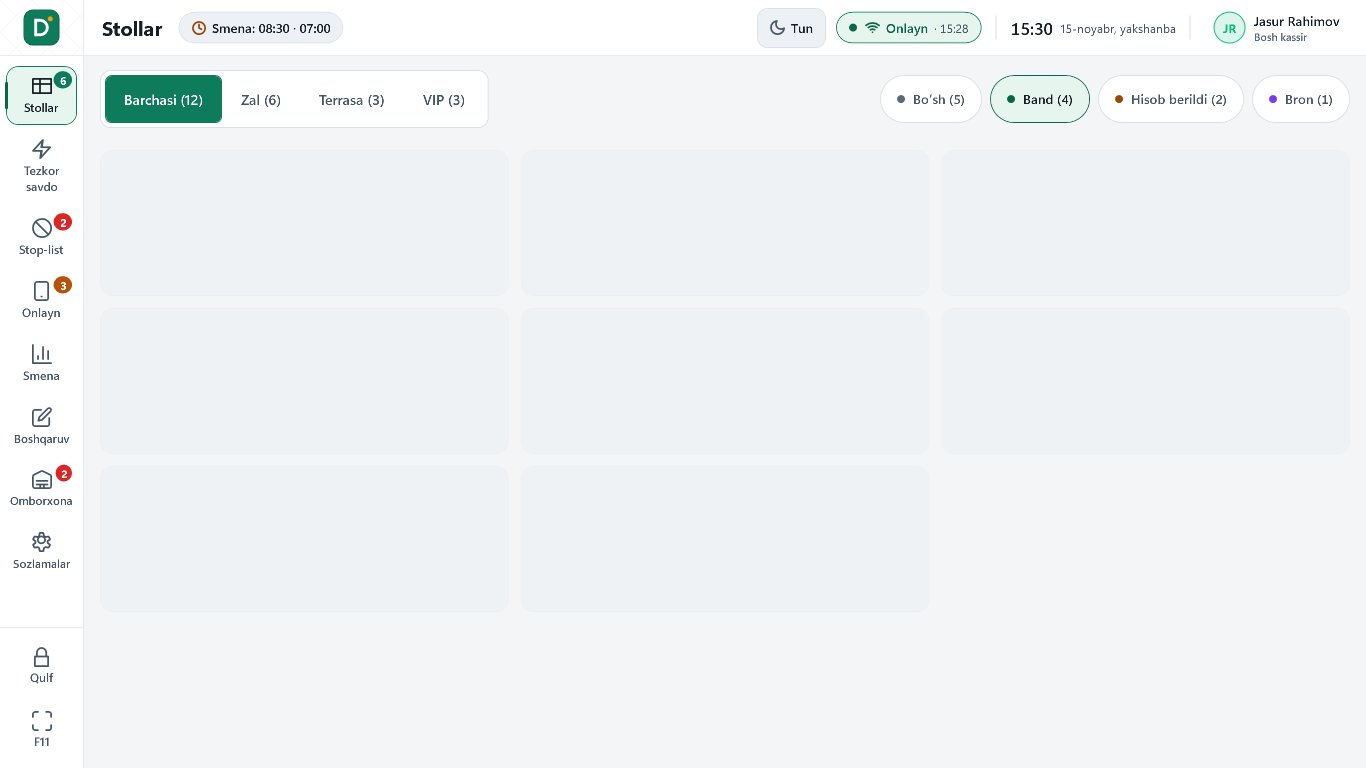 D
Stollar
Smena: 08:30 · 07:00
Tun
Onlayn · 15:28
15:30 15-noyabr, yakshanba
JR
Jasur Rahimov
Bosh kassir
6
Stollar
Tezkor
savdo
2
Stop-list
3
Onlayn
Smena
Boshqaruv
2
Omborxona
Sozlamalar
Qulf
F11
Barchasi (12)
Zal (6)
Terrasa (3)
VIP (3)
Bo‘sh (5)
Band (4)
Hisob berildi (2)
Bron (1)